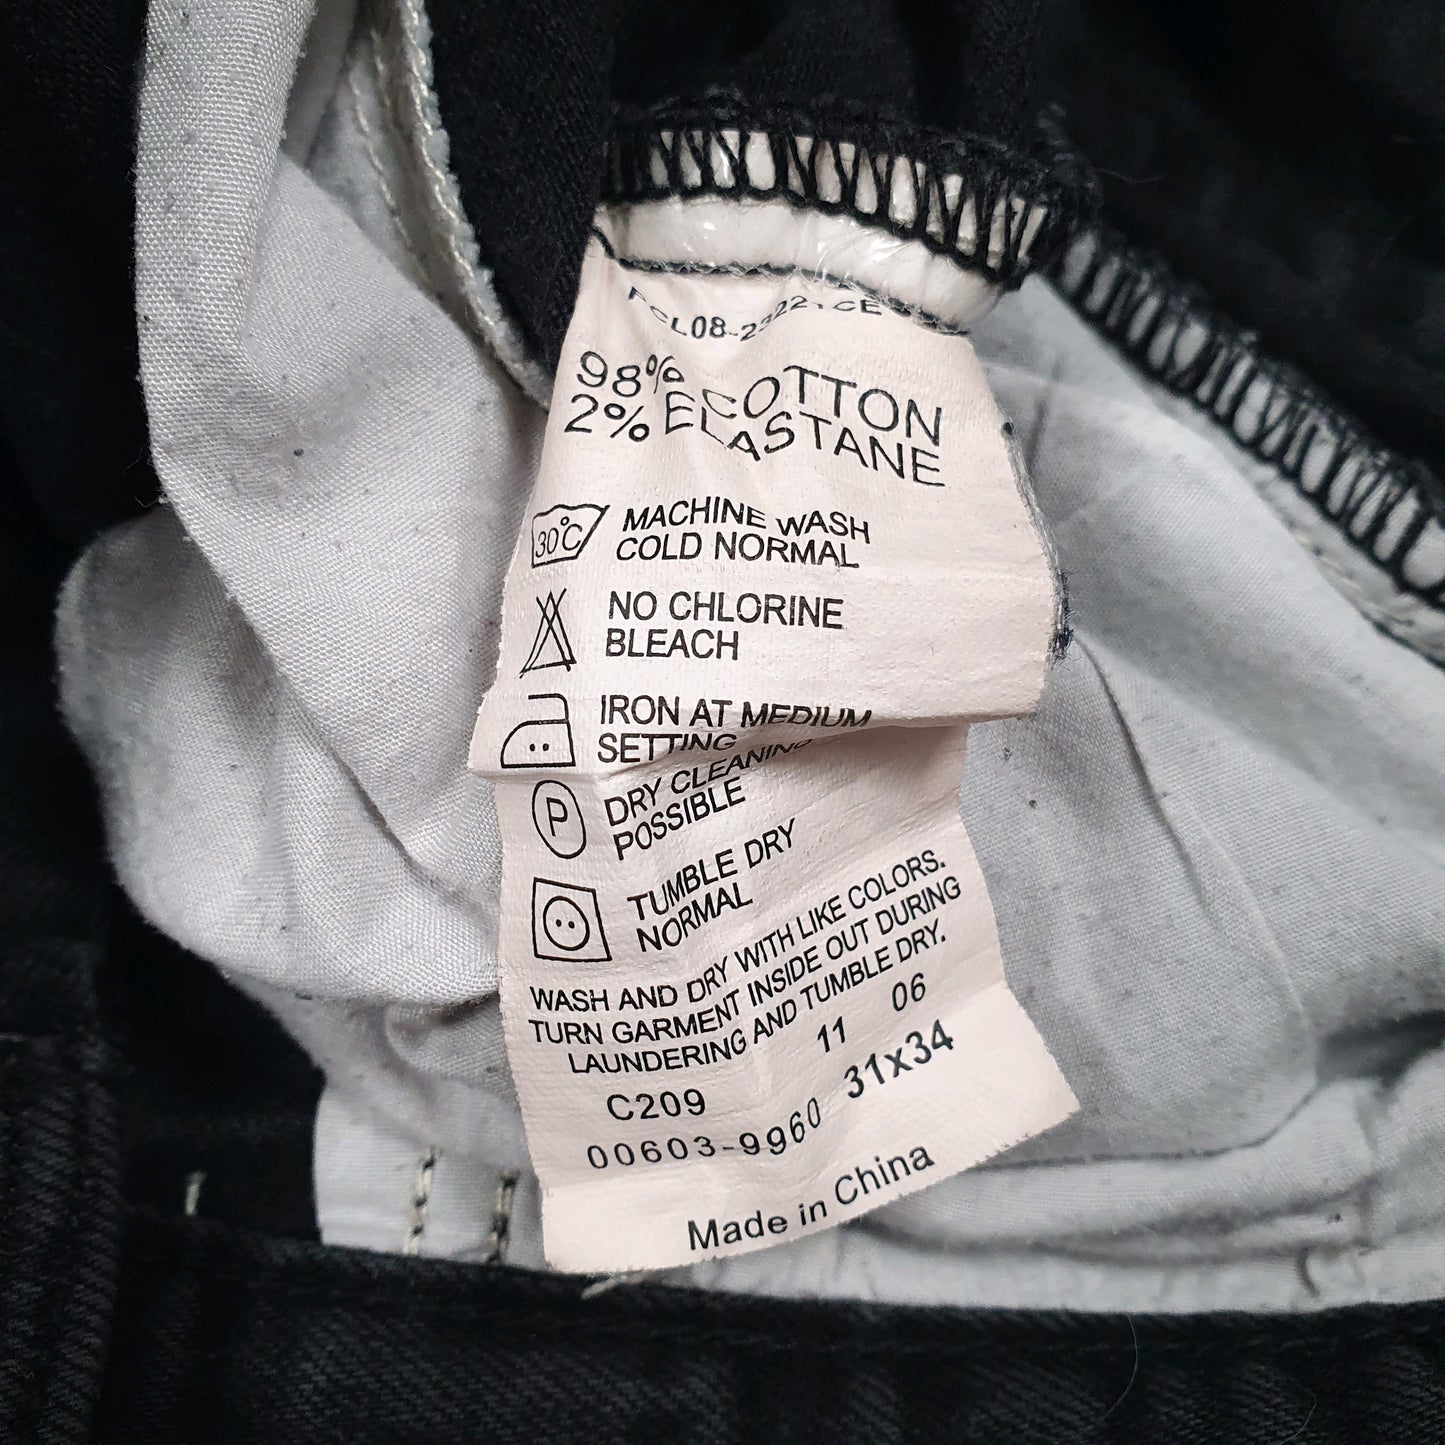 98% COTTON
2% ELASTANE
30°C MACHINE WASH
COLD NORMAL
NO CHLORINE
BLEACH
IRON AT MEDIUM
SETTING
P DRY CLEANING
POSSIBLE
TUMBLE DRY
NORMAL
WASH AND DRY WITH LIKE COLORS.
TURN GARMENT INSIDE OUT DURING
LAUNDERING AND TUMBLE DRY.
11 06
C209 31x34
00603-9960
Made in China